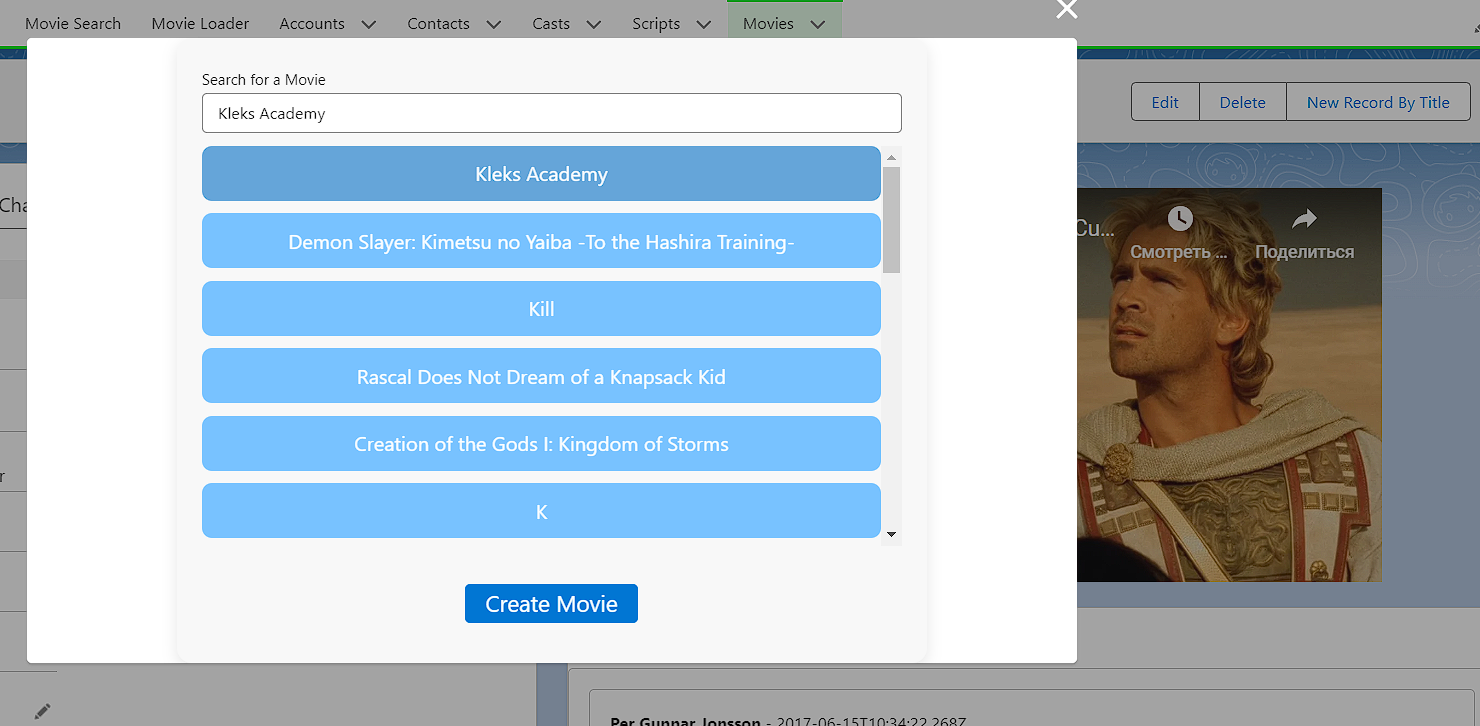 Movie Search Movie Loader Accounts Contacts Casts Scripts Movies
Search for a Movie
Kleks Academy
Edit Delete New Record By Title
Kleks Academy
Demon Slayer: Kimetsu no Yaiba -To the Hashira Training-
Kill
Rascal Does Not Dream of a Knapsack Kid
Creation of the Gods I: Kingdom of Storms
K
Create Movie
Cha
Cu...
Смотреть ...
Поделиться
r
Per Gunnar Jonsson - 2017-06-15T10:34:22.268Z